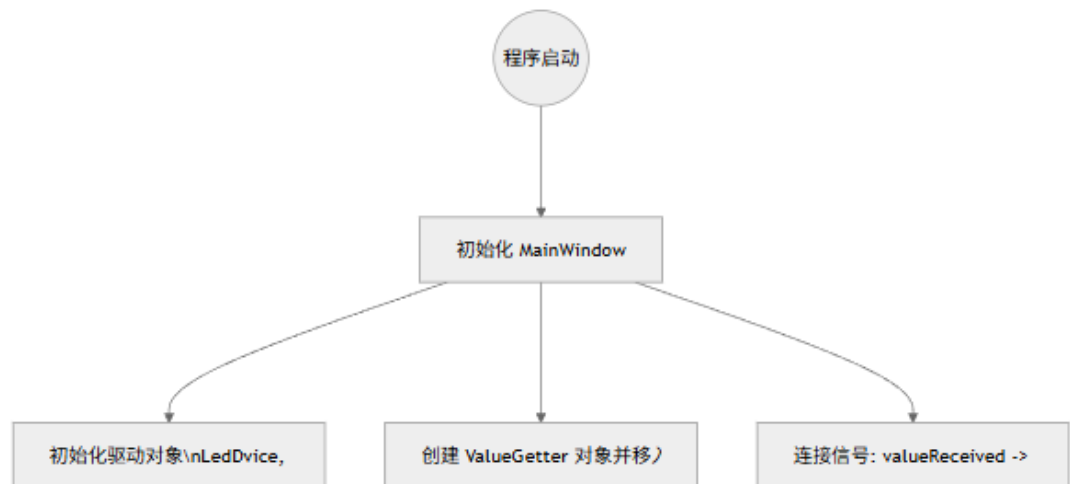 程序启动
初始化 MainWindow
初始化驱动对象\nLedDvice,
创建 ValueGetter 对象并移
连接信号: valueReceived ->